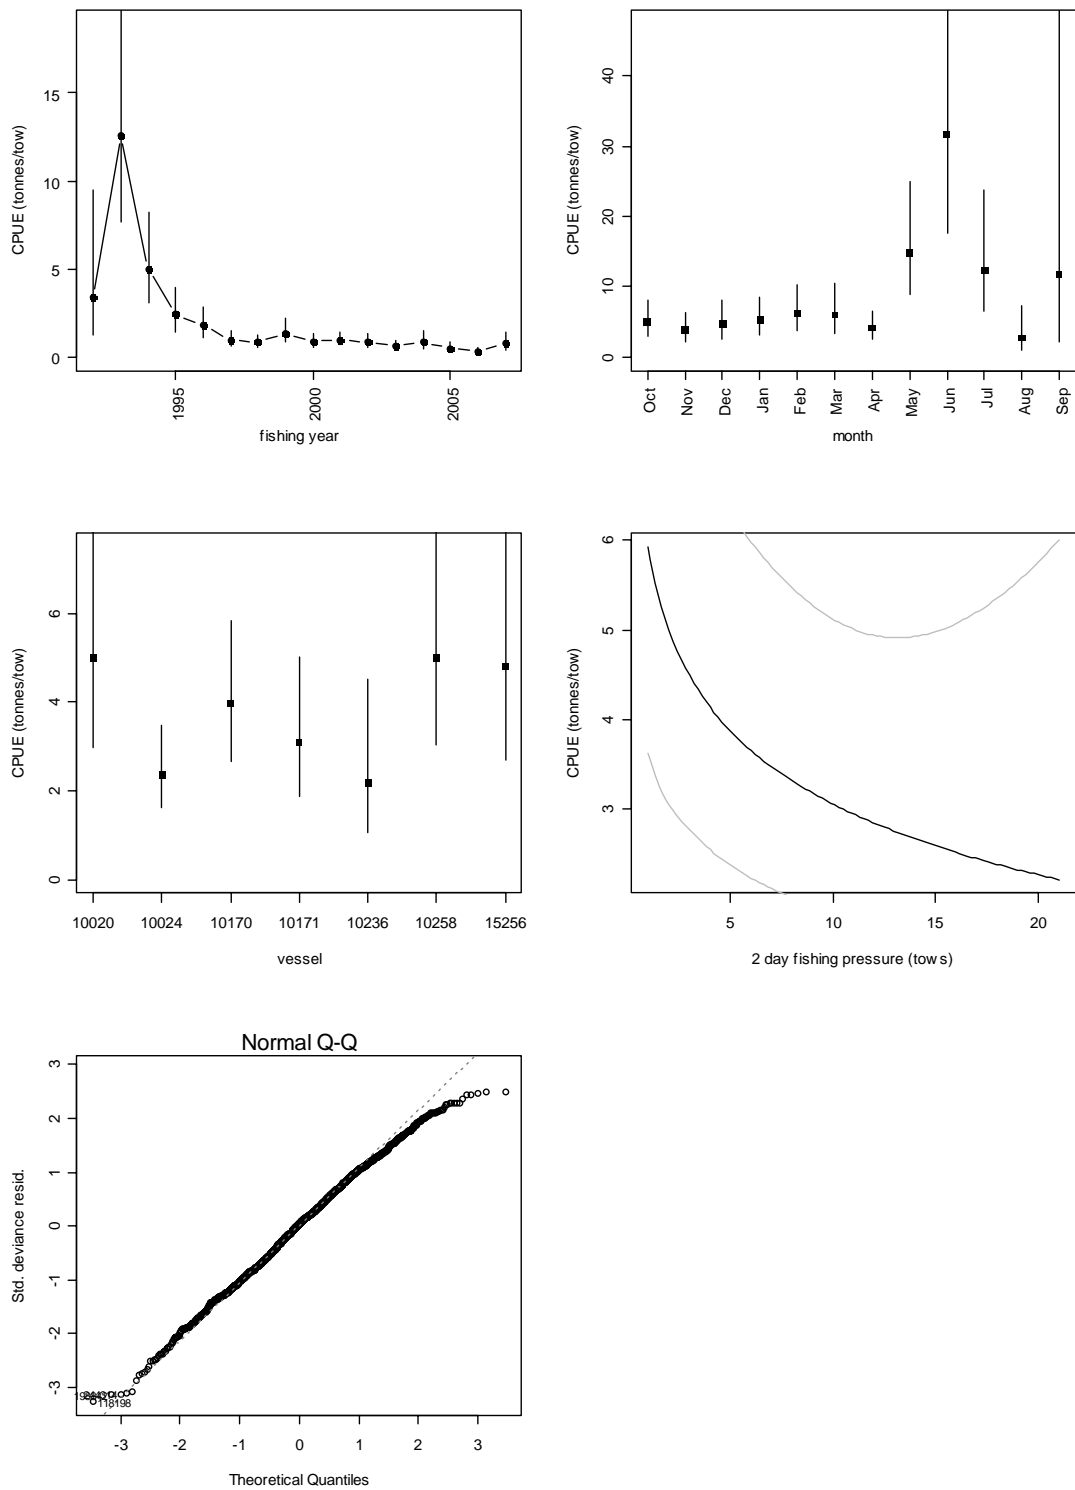 CPUE (tonnes/tow)
15
10
5
0
1995
2000
2005
fishing year
CPUE (tonnes/tow)
40
30
20
10
0
Oct
Nov
Dec
Jan
Feb
Mar
Apr
May
Jun
Jul
Aug
Sep
month
CPUE (tonnes/tow)
6
4
2
0
10020 10024 10170 10171 10236 10258 15256
vessel
CPUE (tonnes/tow)
6
5
4
3
5 10 15 20
2 day fishing pressure (tows)
Normal Q-Q
Std. deviance resid.
3
2
1
0
-1
-2
-3
118198
-3 -2 -1 0 1 2 3
Theoretical Quantiles